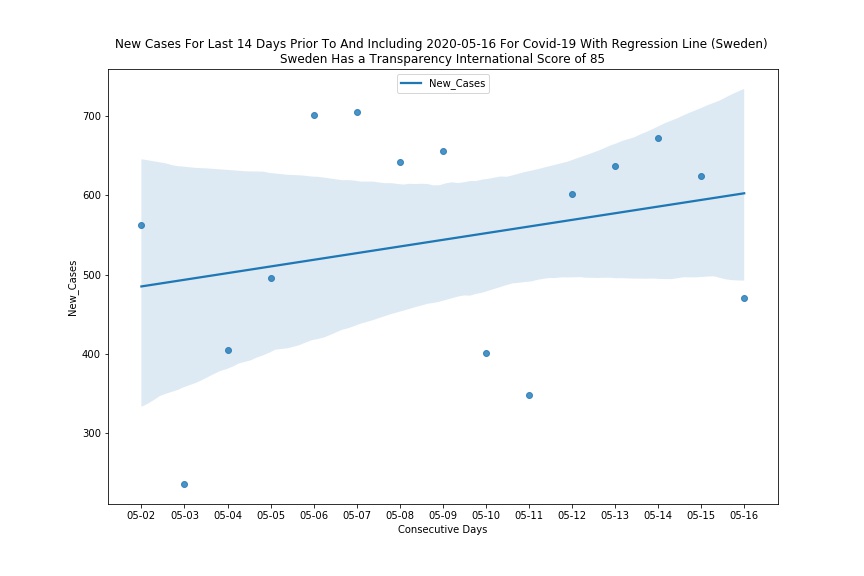 New Cases For Last 14 Days Prior To And Including 2020-05-16 For Covid-19 With Regression Line (Sweden)
Sweden Has a Transparency International Score of 85
New_Cases
700
600
500
400
300
New_Cases
05-02 05-03 05-04 05-05 05-06 05-07 05-08 05-09 05-10 05-11 05-12 05-13 05-14 05-15 05-16
Consecutive Days